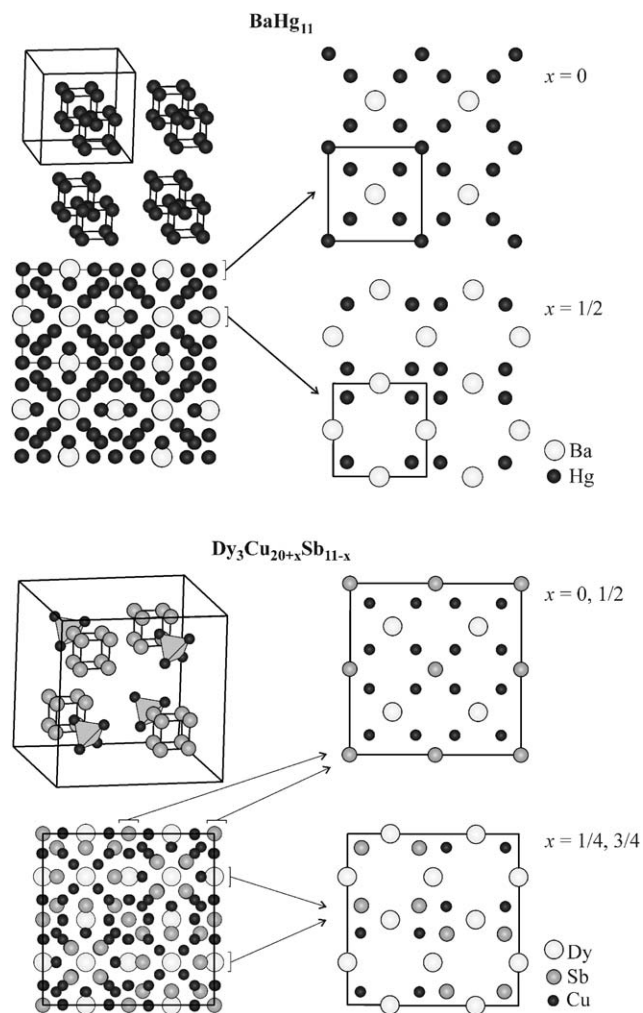 BaHg11
x = 0
x = 1/2
Ba
Hg
Dy3Cu20+xSb11-x
x = 0, 1/2
x = 1/4, 3/4
Dy
Sb
Cu